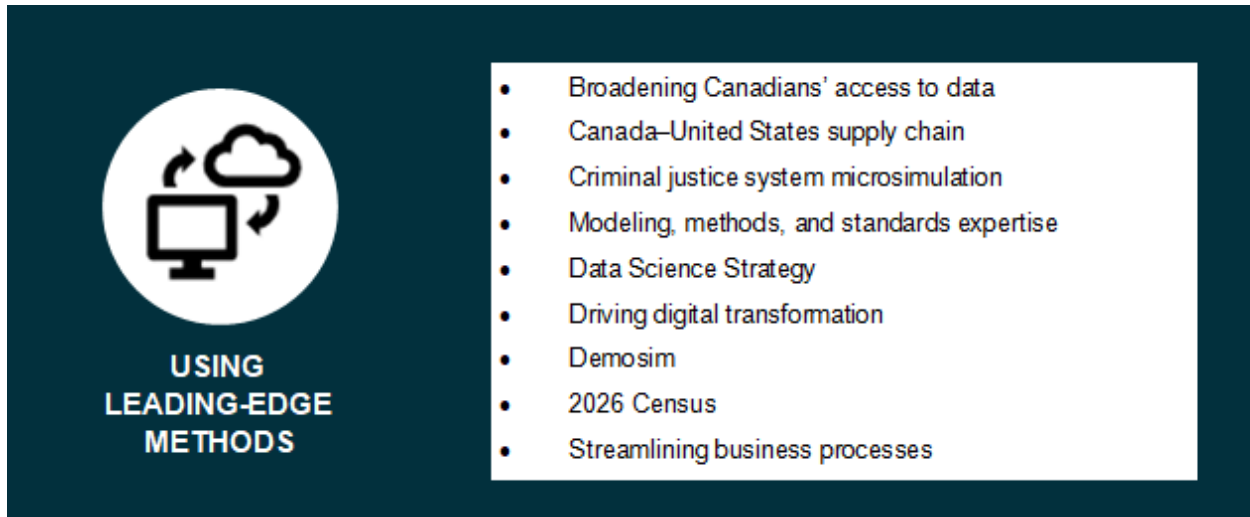 USING
LEADING-EDGE
METHODS
• Broadening Canadians’ access to data
• Canada–United States supply chain
• Criminal justice system microsimulation
• Modeling, methods, and standards expertise
• Data Science Strategy
• Driving digital transformation
• Demosim
• 2026 Census
• Streamlining business processes